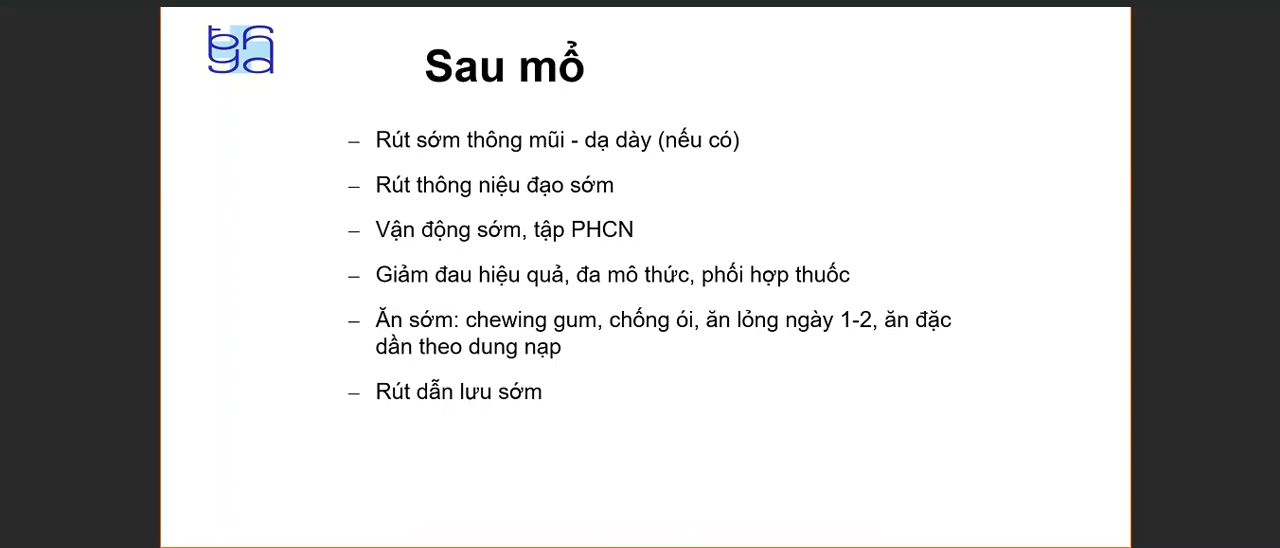 Sau mổ
– Rút sớm thông mũi - dạ dày (nếu có)
– Rút thông niệu đạo sớm
– Vận động sớm, tập PHCN
– Giảm đau hiệu quả, đa mô thức, phối hợp thuốc
– Ăn sớm: chewing gum, chống ói, ăn lỏng ngày 1-2, ăn đặc
dần theo dung nạp
– Rút dẫn lưu sớm